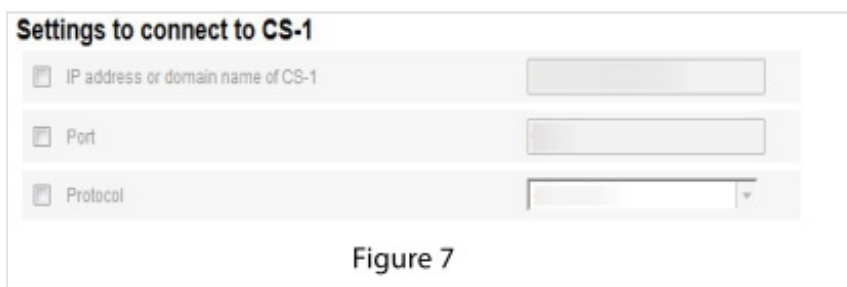 Settings to connect to CS-1
IP address or domain name of CS-1
Port
Protocol
Figure 7